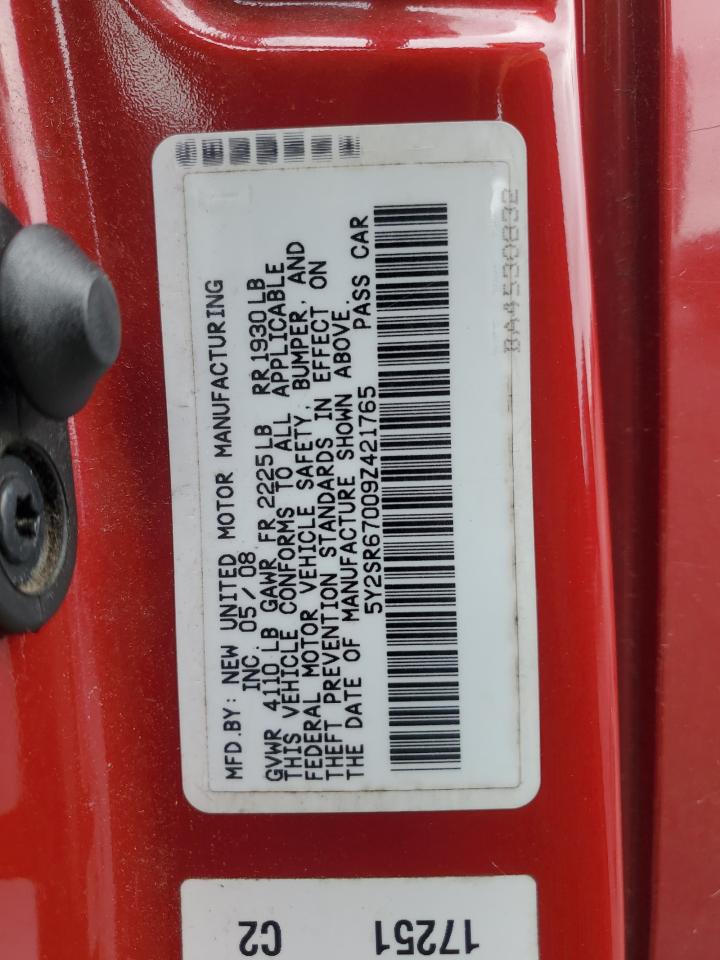 MFD.BY: NEW UNITED MOTOR MANUFACTURING
INC. 05/08
GVWR 4110 LB GAWR FR 2225 LB RR 1930 LB
THIS VEHICLE CONFORMS TO ALL APPLICABLE
FEDERAL MOTOR VEHICLE SAFETY, BUMPER, AND
THEFT PREVENTION STANDARDS IN EFFECT ON
THE DATE OF MANUFACTURE SHOWN ABOVE.
5Y2SR67009Z421765 PASS CAR
BA4530832
17251
C2